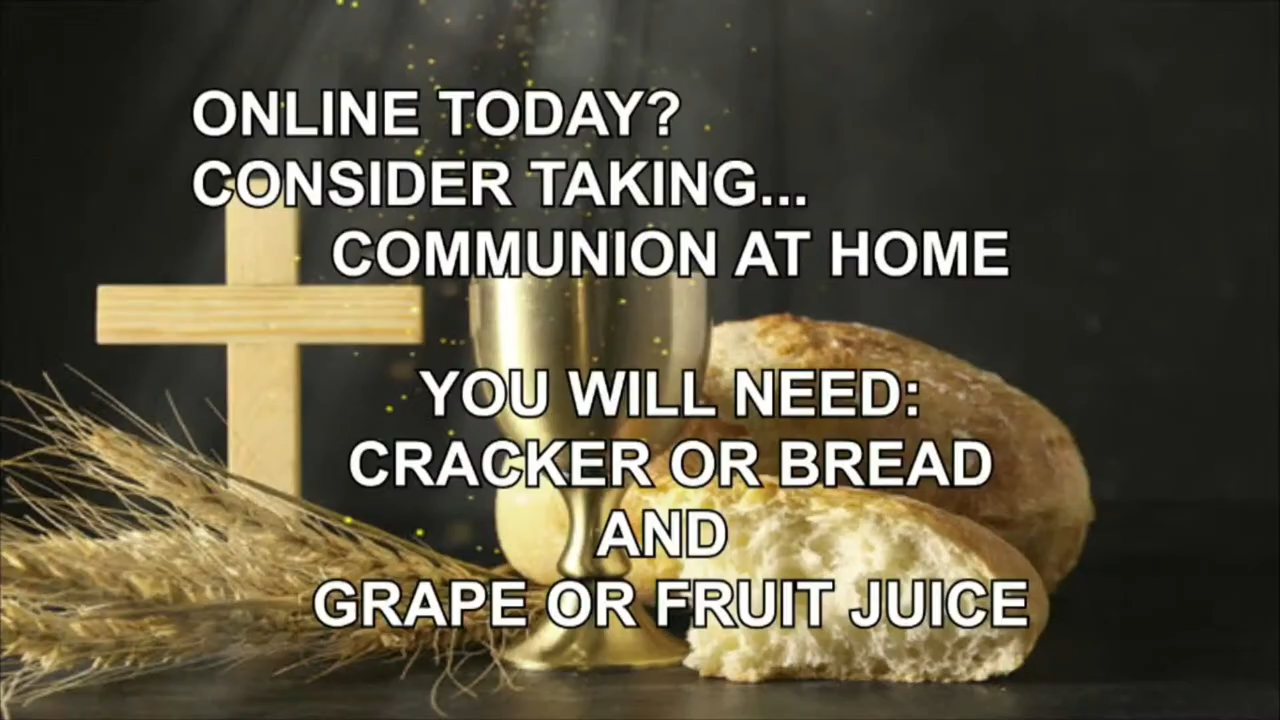 ONLINE TODAY?
CONSIDER TAKING...
COMMUNION AT HOME
YOU WILL NEED:
CRACKER OR BREAD
AND
GRAPE OR FRUIT JUICE